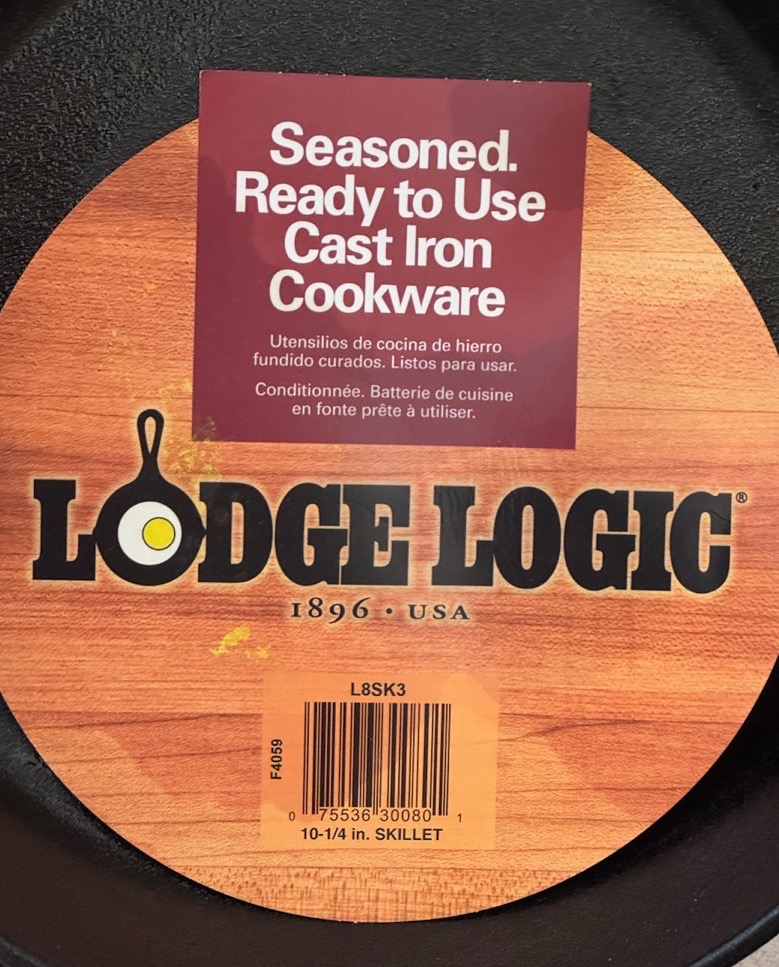 Seasoned.
Ready to Use
Cast Iron
Cookware
Utensilios de cocina de hierro
fundido curados. Listos para usar.
Conditionnée. Batterie de cuisine
en fonte prête à utiliser.
LODGE LOGIC®
1896 · USA
L8SK3
F4059
0 75536 30080 1
10-1/4 in. SKILLET